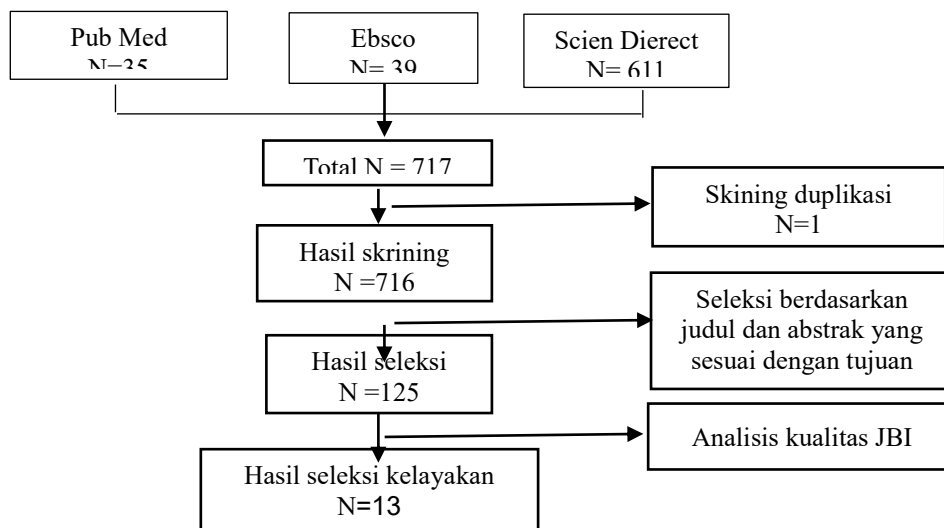 Pub Med
N=35
Ebsco
N= 39
Scien Dierect
N= 611
Total N = 717
Skining duplikasi
N=1
Hasil skrining
N =716
Seleksi berdasarkan
judul dan abstrak yang
sesuai dengan tujuan
Hasil seleksi
N =125
Analisis kualitas JBI
Hasil seleksi kelayakan
N=13